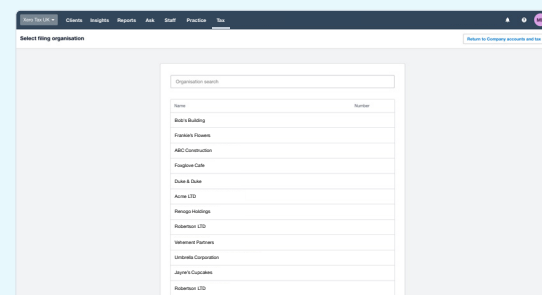 Xero Tax UK Clients Insights Reports Ask Staff Practice Tax
Select filing organisation
Return to Company accounts and tax
Organisation search
Name Number
Bob's Building
Frankie's Flowers
ABC Construction
Foxglove Cafe
Duke & Duke
Acme LTD
Renogo Holdings
Robertson LTD
Vehement Partners
Umbrella Corporation
Jayne's Cupcakes
Robertson LTD